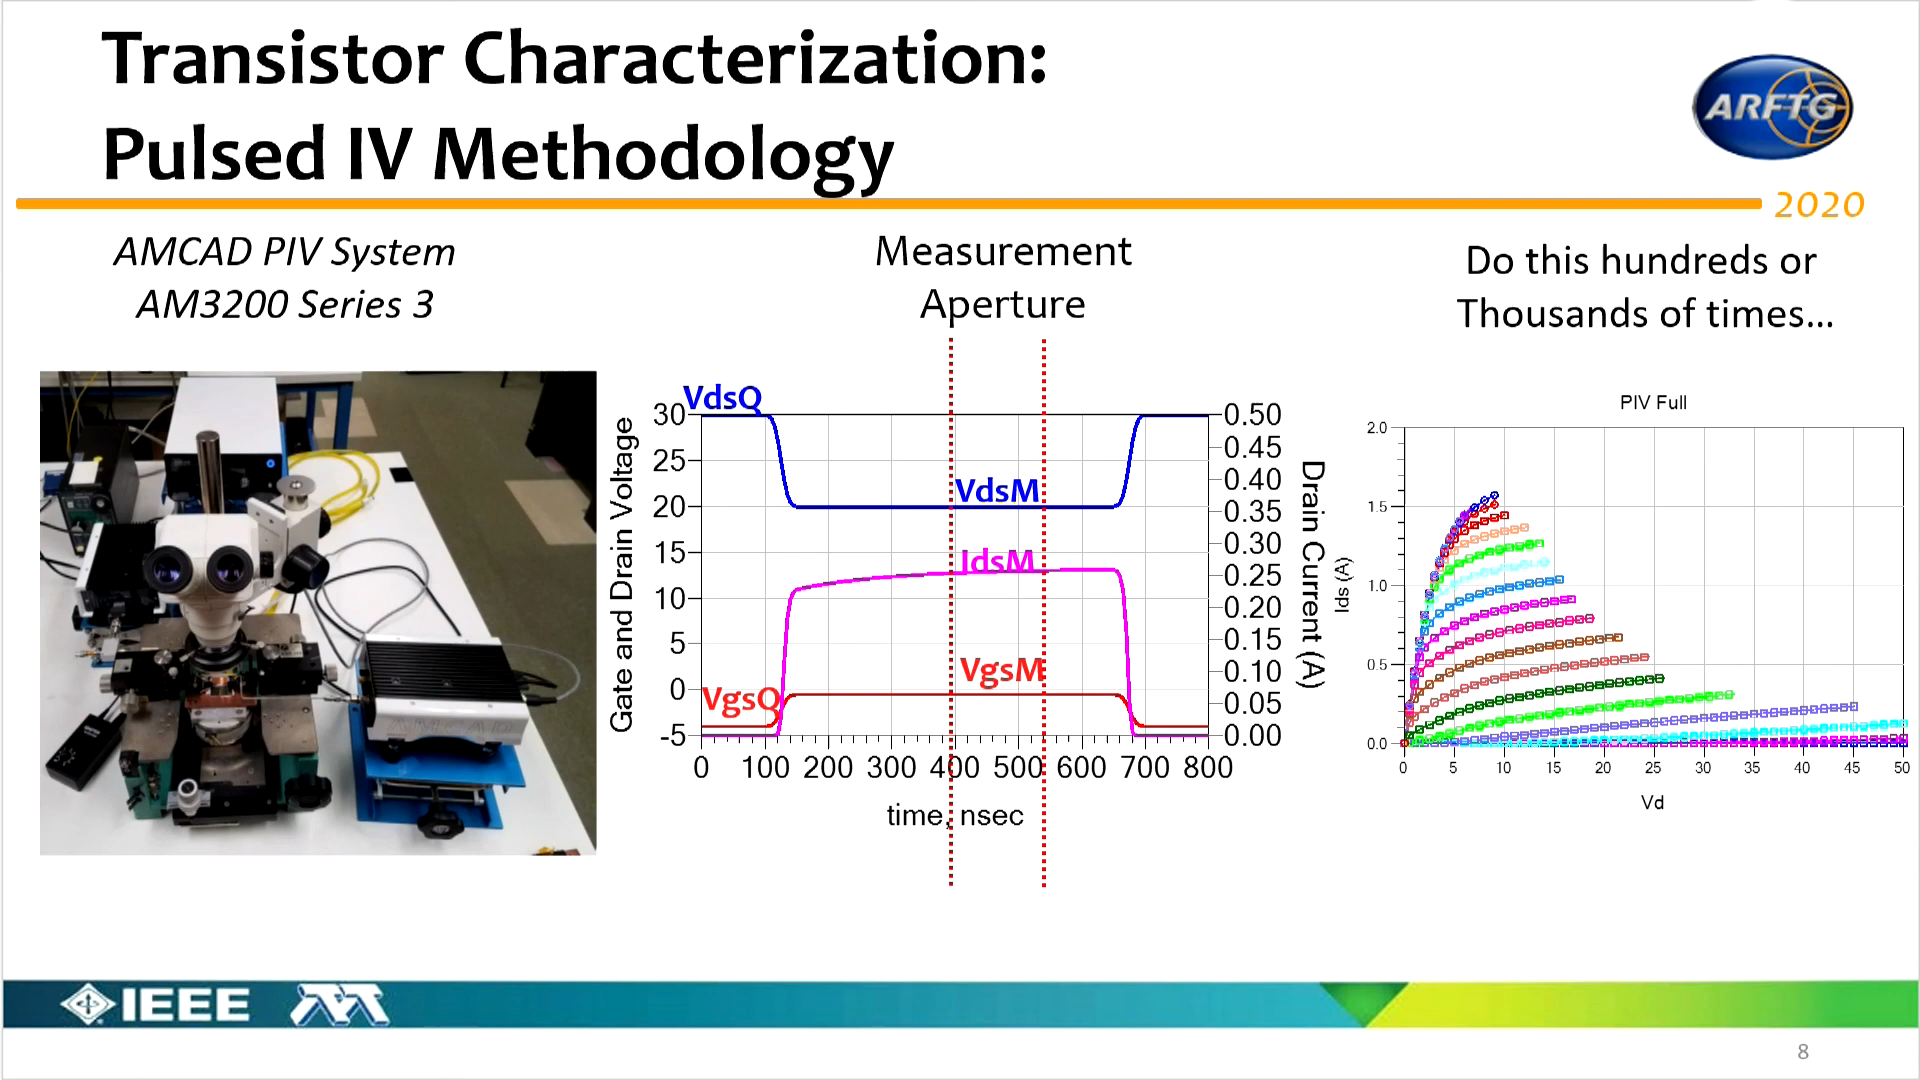 Transistor Characterization:
Pulsed IV Methodology
ARFTG
2020
AMCAD PIV System
AM3200 Series 3
Measurement
Aperture
Do this hundreds or
Thousands of times...
VdsQ
VdsM
IdsM
VgsM
VgsQ
Gate and Drain Voltage
30
25
20
15
10
5
0
-5
0.50
0.45
0.40
0.35
0.30
0.25
0.20
0.15
0.10
0.05
0.00
Drain Current (A)
0 100 200 300 400 500 600 700 800
time, nsec
PIV Full
Ids (A)
2.0
1.5
1.0
0.5
0.0
0 5 10 15 20 25 30 35 40 45 50
Vd
AMCAD
IEEE
8